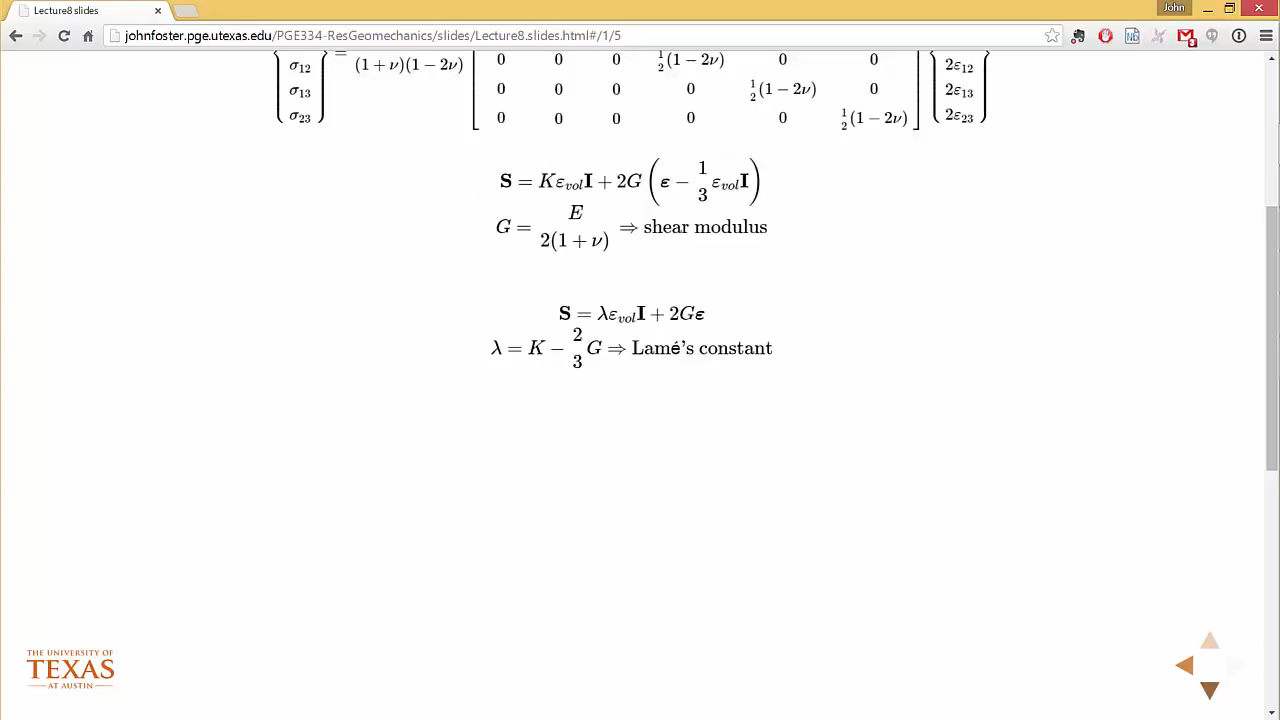 Lecture8 slides
John
johnfoster.pge.utexas.edu/PGE334-ResGeomechanics/slides/Lecture8.slides.html#/1/5
σ12 = (1 + ν)(1 − 2ν) 0 0 0 1/2(1 − 2ν) 0 0 2ε12
σ13 0 0 0 0 1/2(1 − 2ν) 0 2ε13
σ23 0 0 0 0 0 1/2(1 − 2ν) 2ε23
S = Kε_vol I + 2G (ε − 1/3 ε_vol I)
G = E / 2(1 + ν) ⇒ shear modulus
S = λε_vol I + 2Gε
λ = K − 2/3 G ⇒ Lamé’s constant
THE UNIVERSITY OF
TEXAS
AT AUSTIN